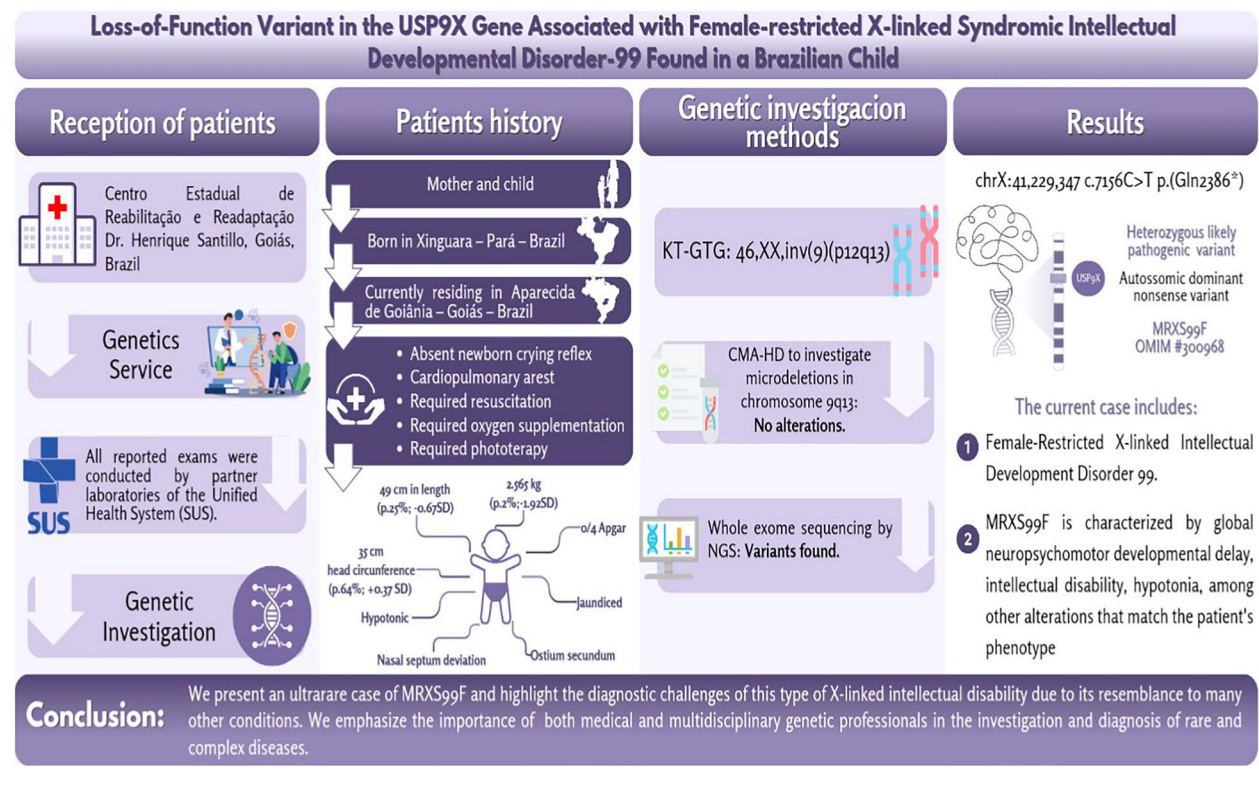 Loss-of-Function Variant in the USP9X Gene Associated with Female-restricted X-linked Syndromic Intellectual
Developmental Disorder-99 Found in a Brazilian Child
Reception of patients
Centro Estadual de
Reabilitação e Readaptação
Dr. Henrique Santillo, Goiás,
Brazil
Genetics
Service
SUS
All reported exams were
conducted by partner
laboratories of the Unified
Health System (SUS).
Genetic
Investigation
Patients history
Mother and child
Born in Xinguara – Pará – Brazil
Currently residing in Aparecida
de Goiânia – Goiás – Brazil
• Absent newborn crying reflex
• Cardiopulmonary arest
• Required resuscitation
• Required oxygen supplementation
• Required phototerapy
49 cm in length
(p.25%; -0.67SD)
2.565 kg
(p.2%;-1.92SD)
0/4 Apgar
35 cm
head circumference
(p.64%; +0.37 SD)
Jaundiced
Hypotonic
Nasal septum deviation
Ostium secundum
Genetic investigacion
methods
KT-GTG: 46,XX,inv(9)(p12q13)
CMA-HD to investigate
microdeletions in
chromosome 9q13:
No alterations.
Whole exome sequencing by
NGS: Variants found.
Results
chrX:41,229,347 c.7156C>T p.(Gln2386*)
Heterozygous likely
pathogenic variant
USP9X
Autossomic dominant
nonsense variant
MRXS99F
OMIM #300968
The current case includes:
1 Female-Restricted X-linked Intellectual
Development Disorder 99.
2 MRXS99F is characterized by global
neuropsychomotor developmental delay,
intellectual disability, hypotonia, among
other alterations that match the patient's
phenotype
Conclusion:
We present an ultrarare case of MRXS99F and highlight the diagnostic challenges of this type of X-linked intellectual disability due to its resemblance to many
other conditions. We emphasize the importance of both medical and multidisciplinary genetic professionals in the investigation and diagnosis of rare and
complex diseases.